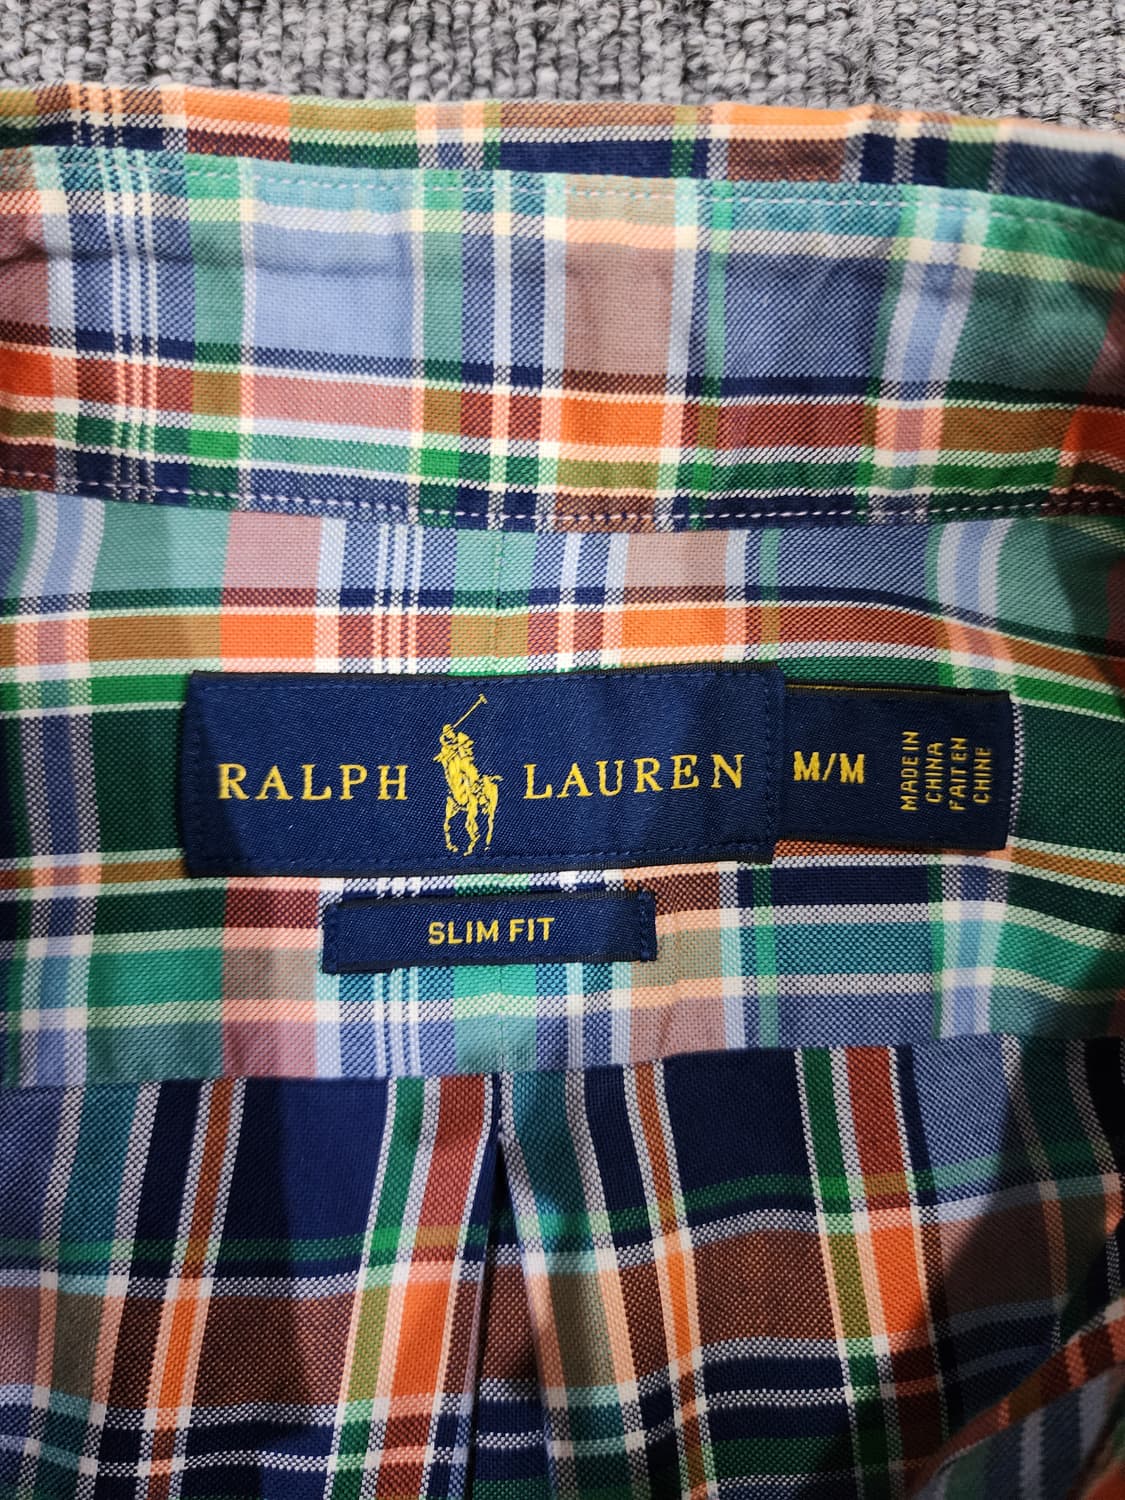 RALPH LAUREN
M/M
MADE IN
CHINA
FAIT EN
CHINE
SLIM FIT